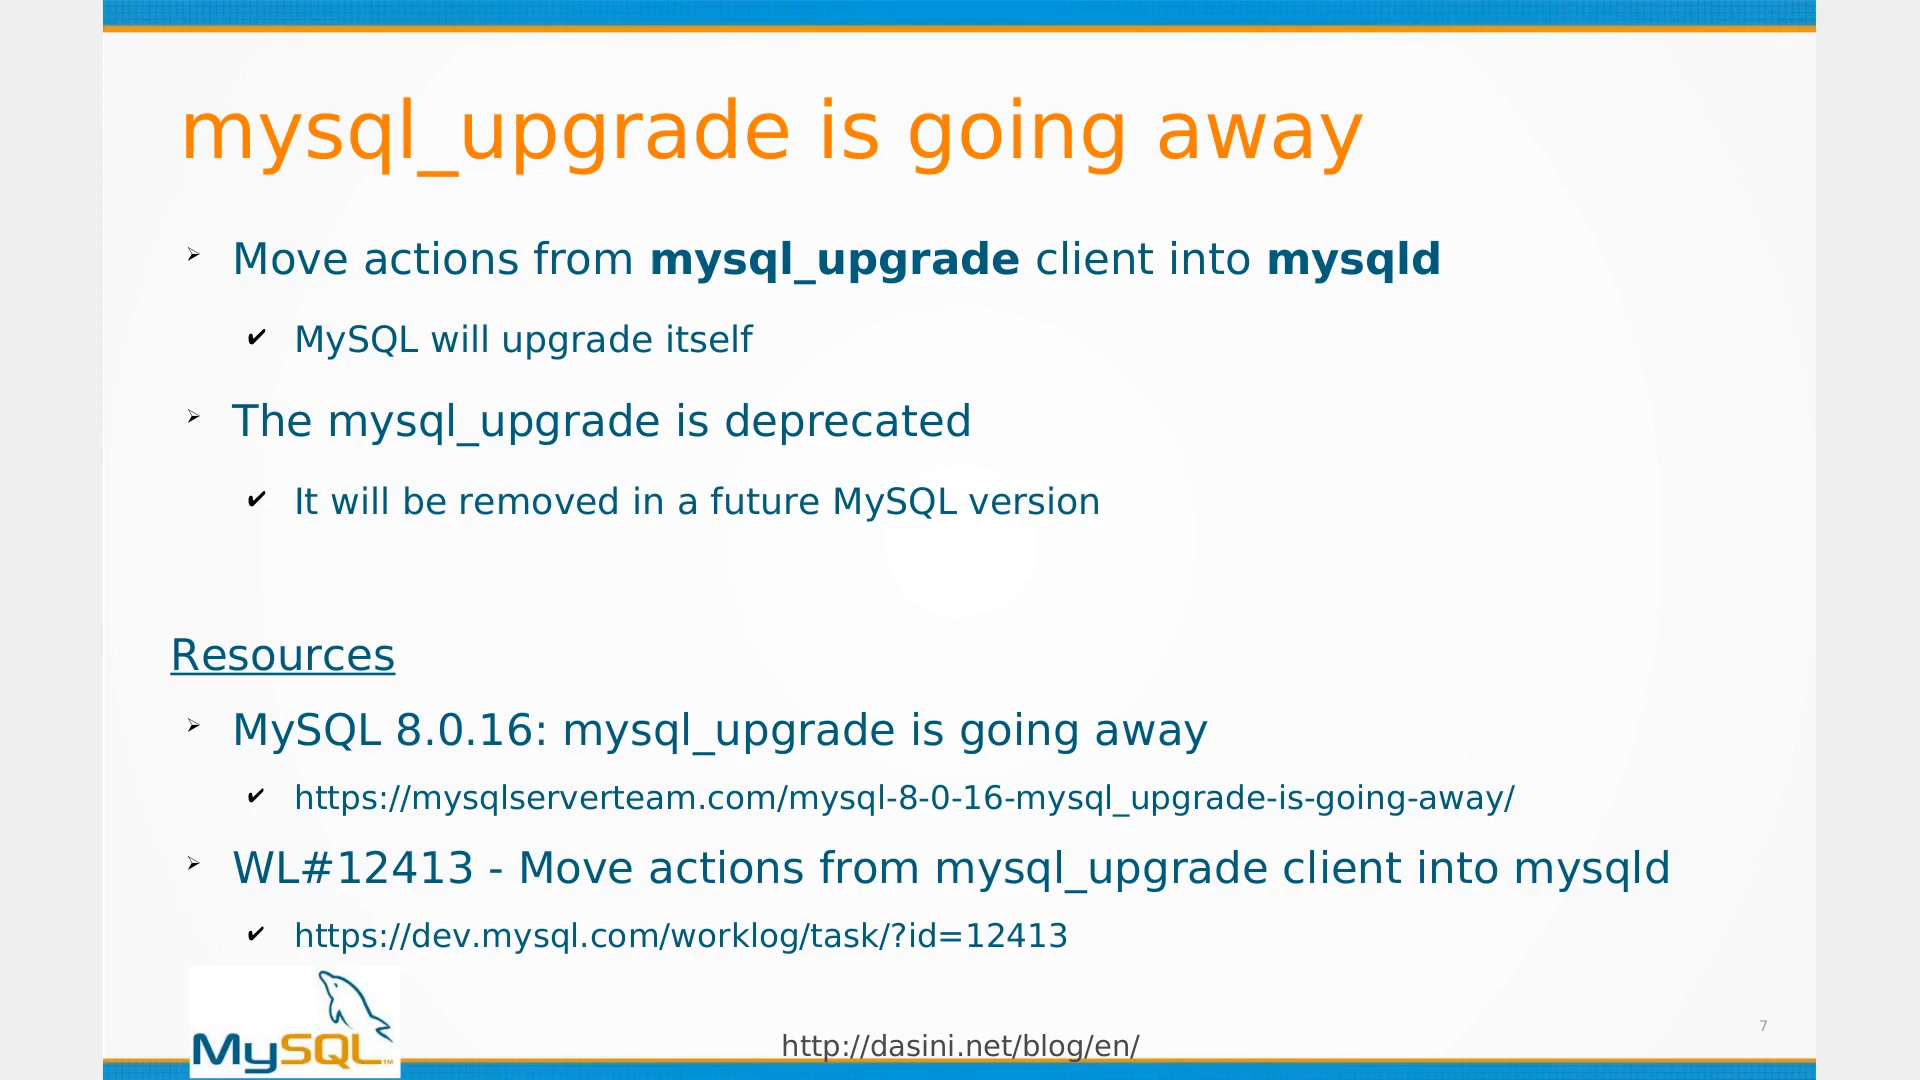 mysql_upgrade is going away
➢ Move actions from mysql_upgrade client into mysqld
✔ MySQL will upgrade itself
➢ The mysql_upgrade is deprecated
✔ It will be removed in a future MySQL version
Resources
➢ MySQL 8.0.16: mysql_upgrade is going away
✔ https://mysqlserverteam.com/mysql-8-0-16-mysql_upgrade-is-going-away/
➢ WL#12413 - Move actions from mysql_upgrade client into mysqld
✔ https://dev.mysql.com/worklog/task/?id=12413
MySQL™
http://dasini.net/blog/en/
7